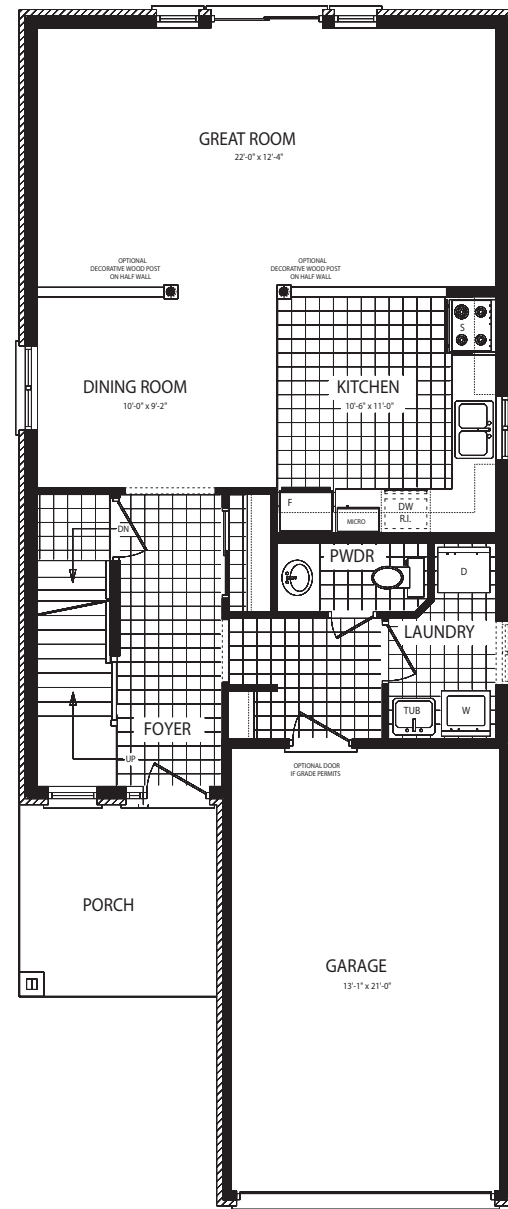 GREAT ROOM
22'-0" x 12'-4"
OPTIONAL
DECORATIVE WOOD POST
ON HALF WALL
OPTIONAL
DECORATIVE WOOD POST
ON HALF WALL
S
DINING ROOM
10'-0" x 9'-2"
KITCHEN
10'-6" x 11'-0"
F
MICRO
DW
R.I.
DN
PWDR
D
LAUNDRY
TUB
W
FOYER
UP
OPTIONAL DOOR
IF GRADE PERMITS
PORCH
GARAGE
13'-1" x 21'-0"